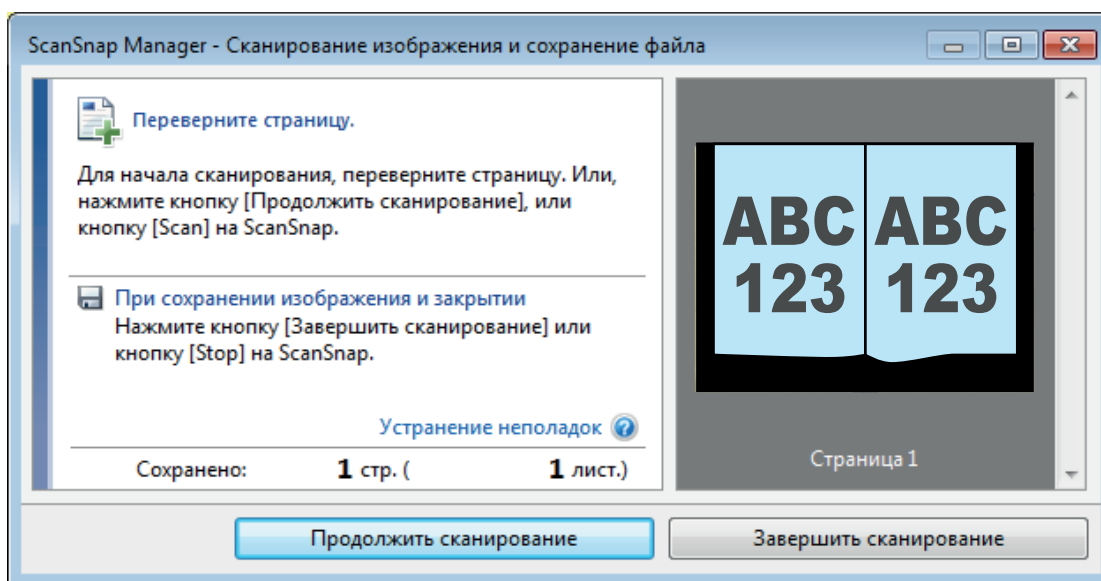 ScanSnap Manager - Сканирование изображения и сохранение файла
Переверните страницу.
Для начала сканирования, переверните страницу. Или,
нажмите кнопку [Продолжить сканирование], или
кнопку [Scan] на ScanSnap.
При сохранении изображения и закрытии
Нажмите кнопку [Завершить сканирование] или
кнопку [Stop] на ScanSnap.
Устранение неполадок
Сохранено: 1 стр. ( 1 лист.)
ABC ABC
123 123
Страница 1
Продолжить сканирование
Завершить сканирование